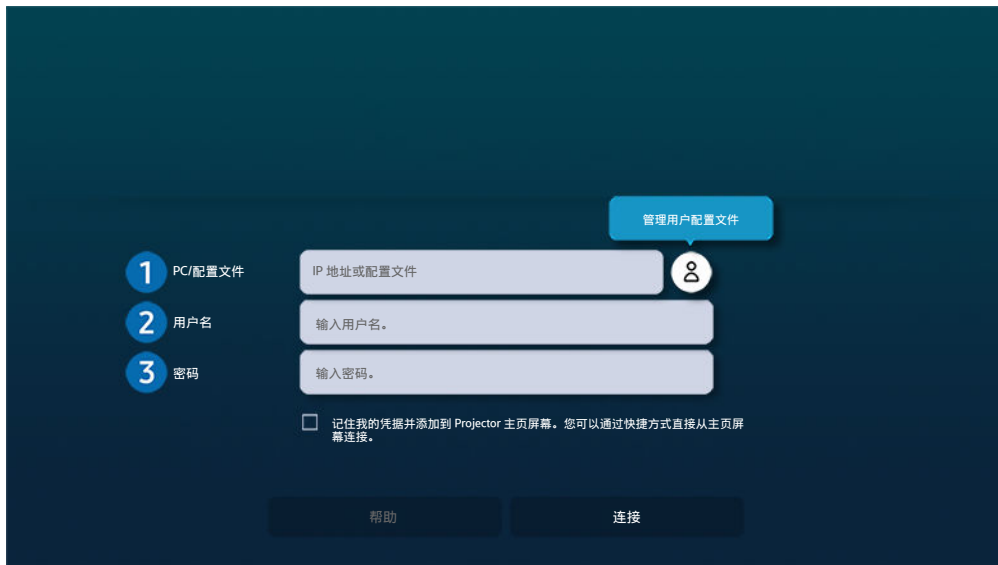 管理用户配置文件
1 PC/配置文件 IP 地址或配置文件
2 用户名 输入用户名。
3 密码 输入密码。
记住我的凭据并添加到 Projector 主页屏幕。您可以通过快捷方式直接从主页屏
幕连接。
帮助 连接